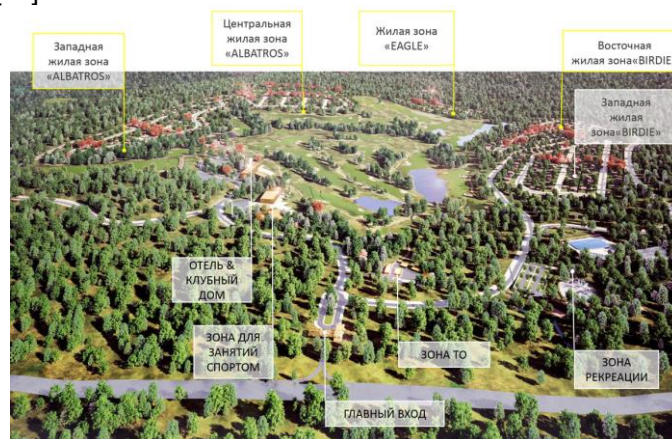 Западная
жилая зона
«ALBATROS»
Центральная
жилая зона
«ALBATROS»
Жилая зона
«EAGLE»
Восточная
жилая зона«BIRDIE»
Западная
жилая
зона«BIRDIE»
ОТЕЛЬ &
КЛУБНЫЙ
ДОМ
ЗОНА ДЛЯ
ЗАНЯТИЙ
СПОРТОМ
ГЛАВНЫЙ ВХОД
ЗОНА ТО
ЗОНА
РЕКРЕАЦИИ